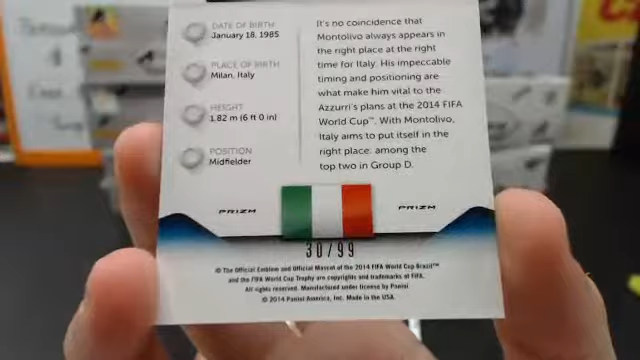 DATE OF BIRTH
January 18, 1985
PLACE OF BIRTH
Milan, Italy
HEIGHT
1.82 m (6 ft 0 in)
POSITION
Midfielder
It's no coincidence that
Montolivo always appears in
the right place at the right
time for Italy. His impeccable
timing and positioning are
what make him vital to the
Azzurri's plans at the 2014 FIFA
World Cup™. With Montolivo,
Italy aims to put itself in the
right place, among the
top two in Group D.
PRIZM
PRIZM
30/99
© The Official Emblem and Official Mascot of the 2014 FIFA World Cup Brazil™
and the FIFA World Cup Trophy are copyrights and trademarks of FIFA.
All rights reserved. Manufactured under license by Panini
© 2014 Panini America, Inc. Made in the USA.